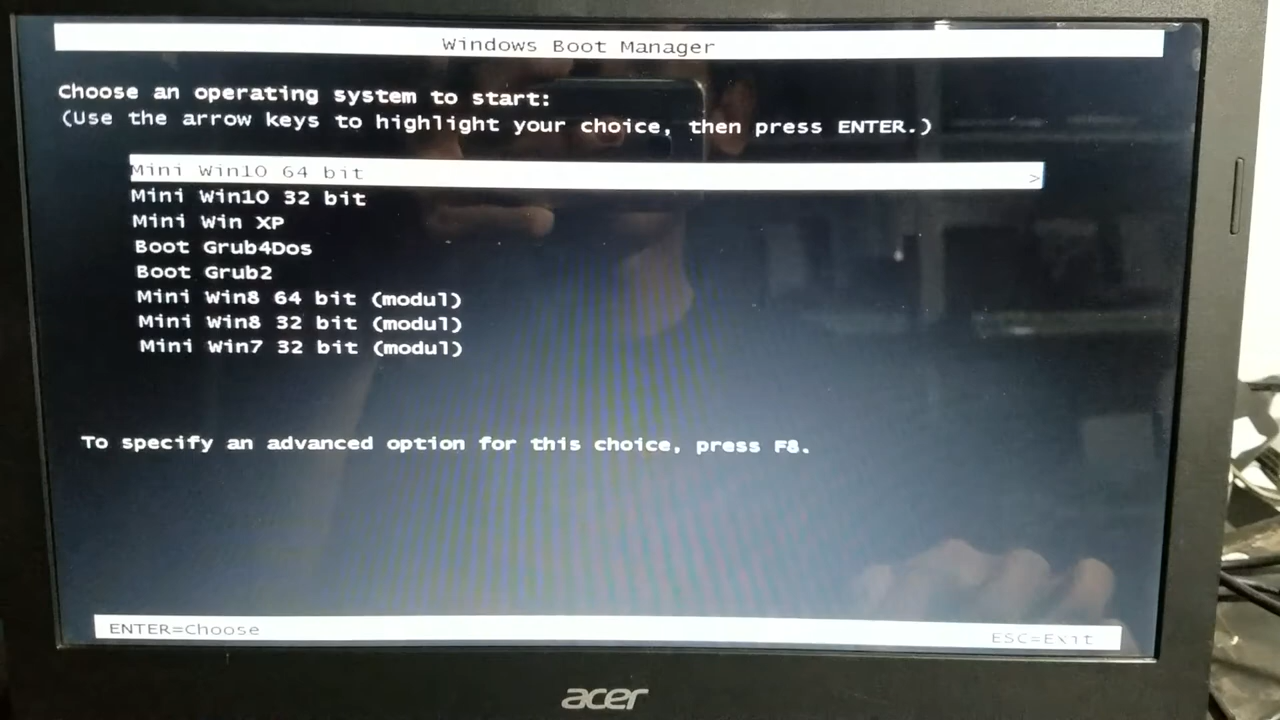 Windows Boot Manager
Choose an operating system to start:
(Use the arrow keys to highlight your choice, then press ENTER.)
Mini Win10 64 bit >
Mini Win10 32 bit
Mini Win XP
Boot Grub4Dos
Boot Grub2
Mini Win8 64 bit (modul)
Mini Win8 32 bit (modul)
Mini Win7 32 bit (modul)
To specify an advanced option for this choice, press F8.
ENTER=Choose ESC=Exit
acer